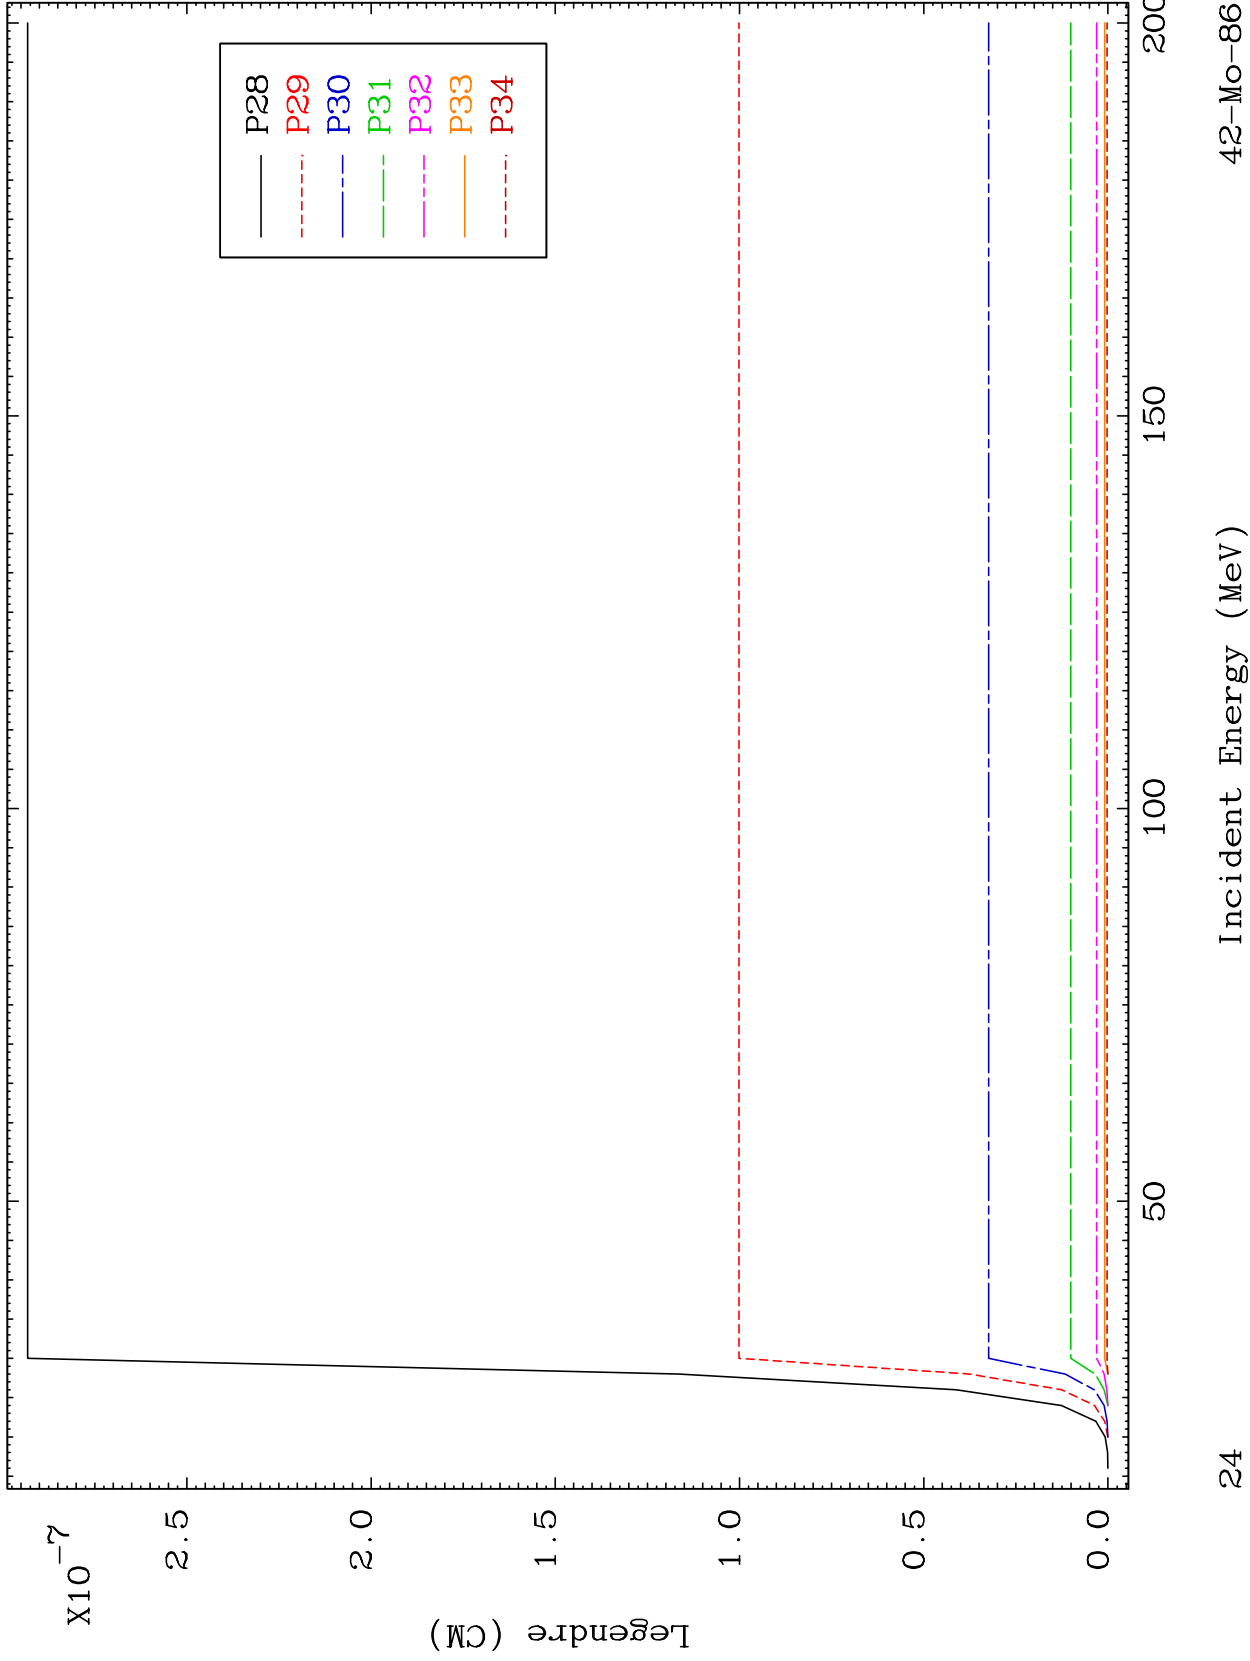 X10-7
2.5
2.0
1.5
1.0
0.5
0.0
Legendre (CM)
P28
P29
P30
P31
P32
P33
P34
50
100
150
200
Incident Energy (MeV)
24
42-Mo-86